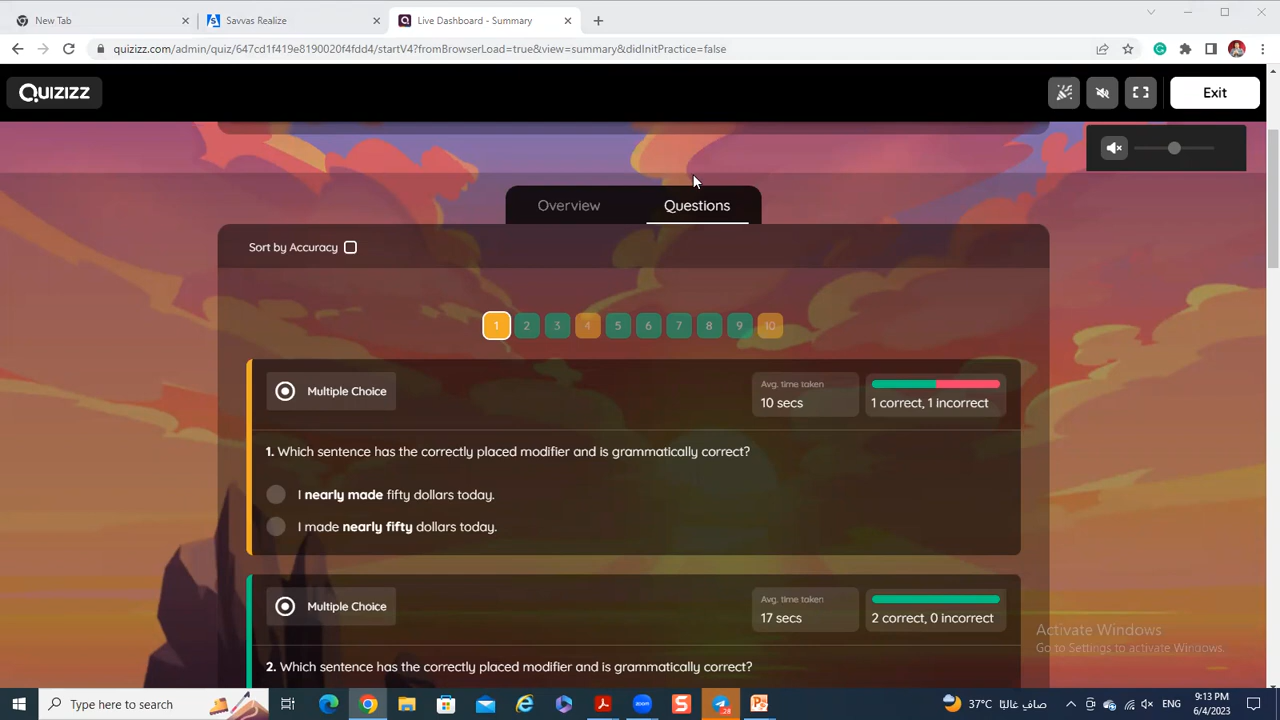 New Tab
Savvas Realize
Live Dashboard - Summary
quizizz.com/admin/quiz/647cd1f419e8190020f4fdd4/startV4?fromBrowserLoad=true&view=summary&didInitPractice=false
QUIZIZZ
Exit
Overview
Questions
Sort by Accuracy
1 2 3 4 5 6 7 8 9 10
Multiple Choice
Avg. time taken
10 secs
1 correct, 1 incorrect
1. Which sentence has the correctly placed modifier and is grammatically correct?
I nearly made fifty dollars today.
I made nearly fifty dollars today.
Multiple Choice
Avg. time taken
17 secs
2 correct, 0 incorrect
2. Which sentence has the correctly placed modifier and is grammatically correct?
Activate Windows
Go to Settings to activate Windows.
Type here to search
37°C صافٍ غالبًا
ENG
9:13 PM
6/4/2023